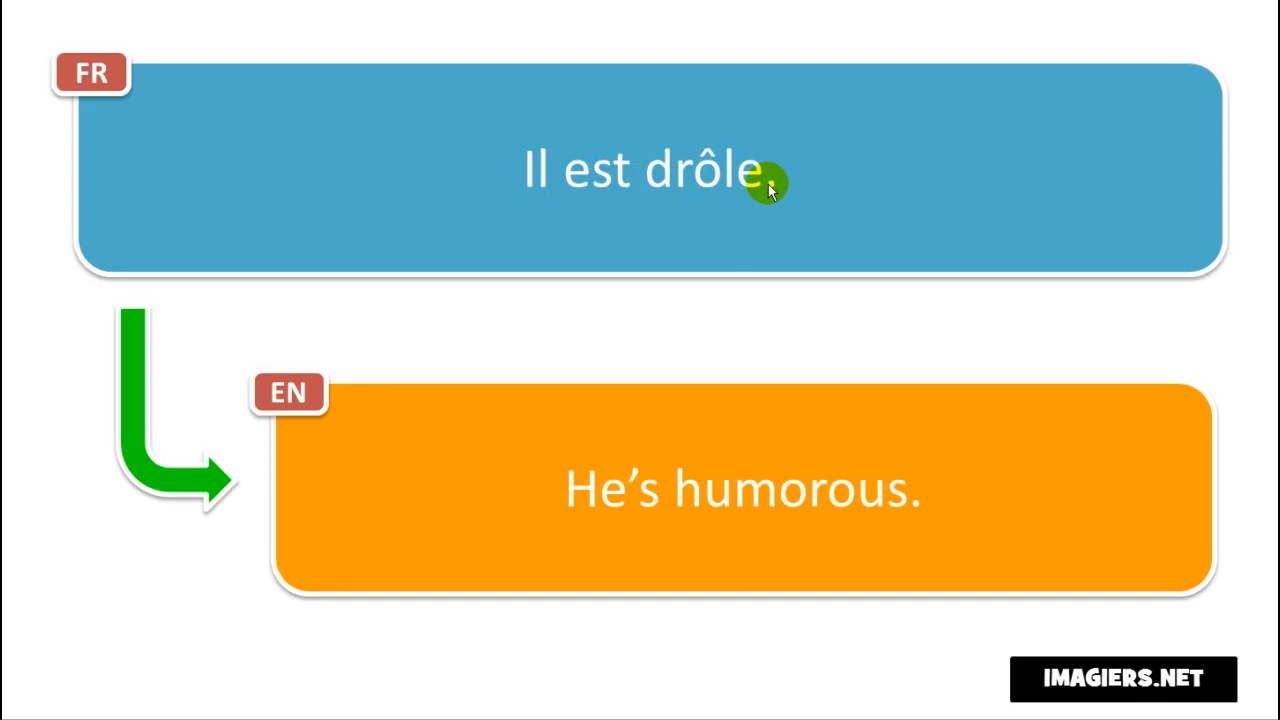 FR
Il est drôle.
EN
He’s humorous.
IMAGIERS.NET